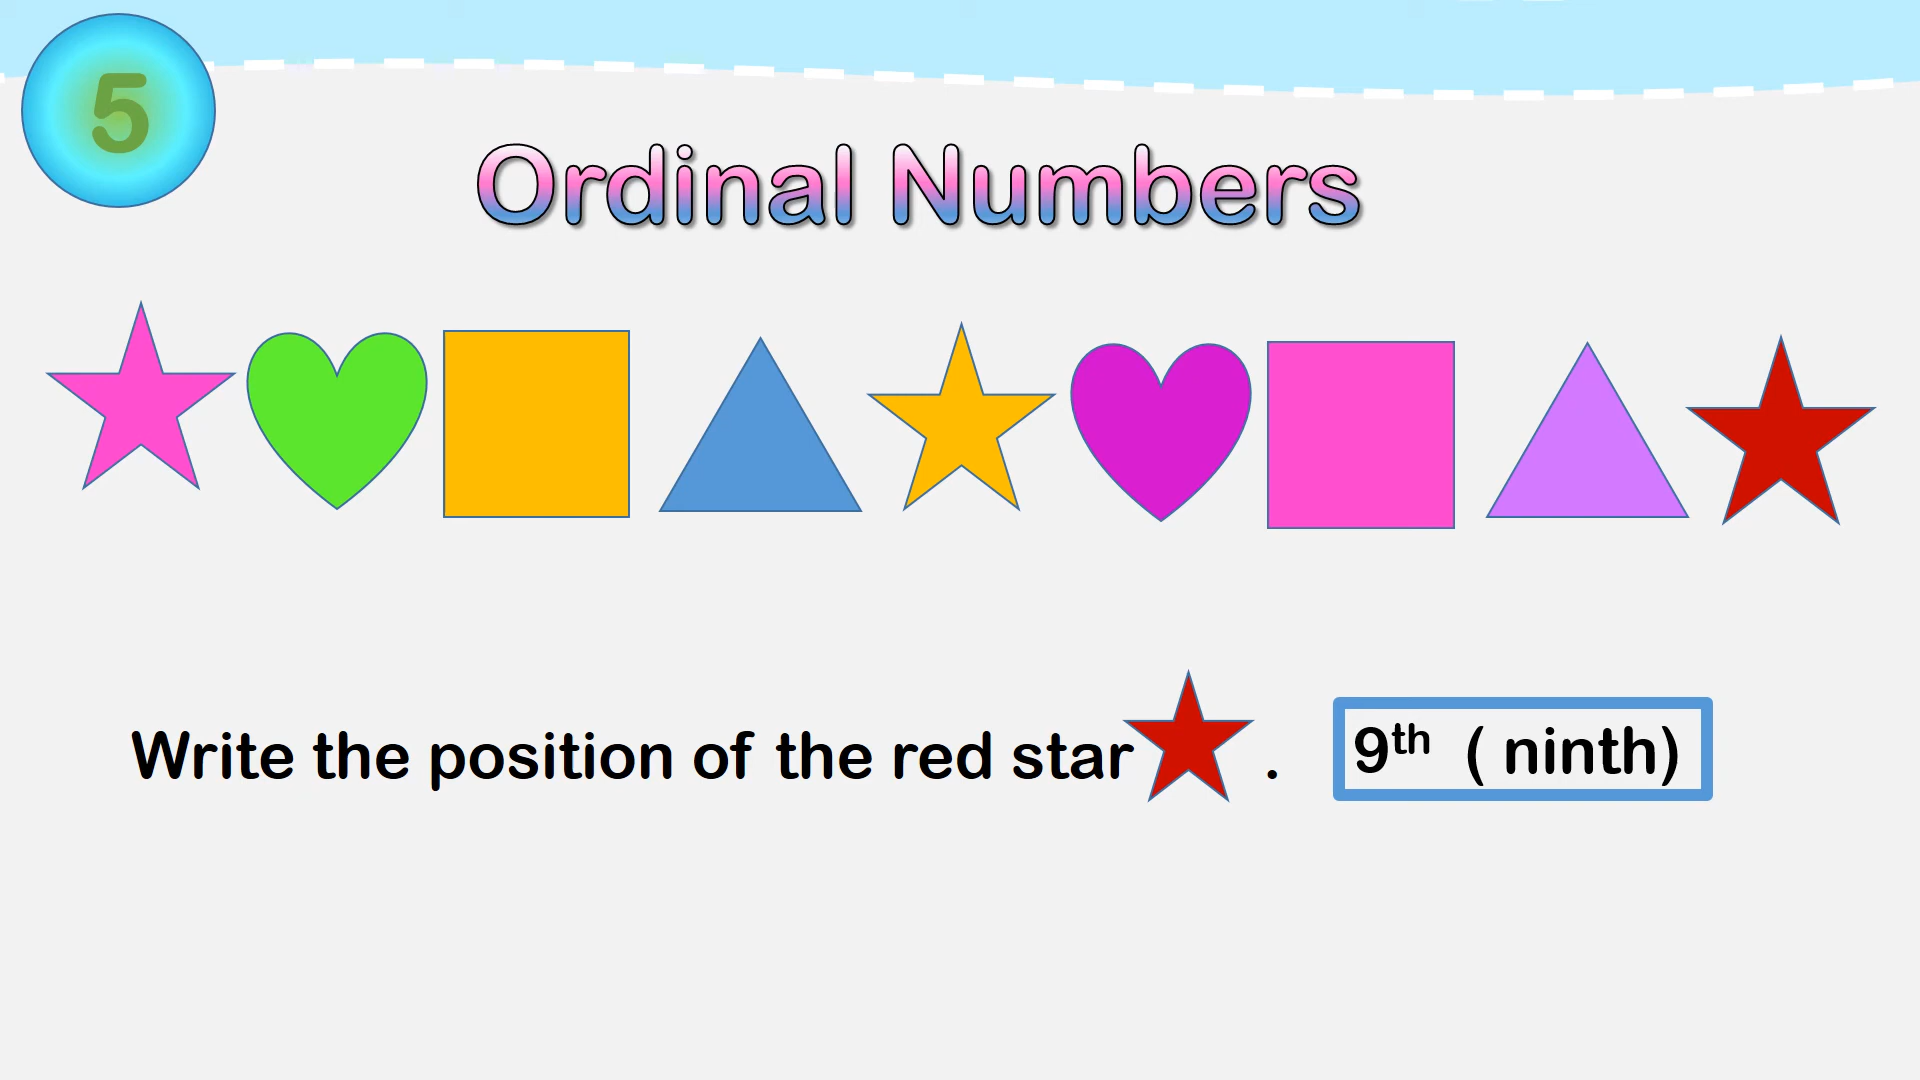 5
Ordinal Numbers
Write the position of the red star . 9th ( ninth)